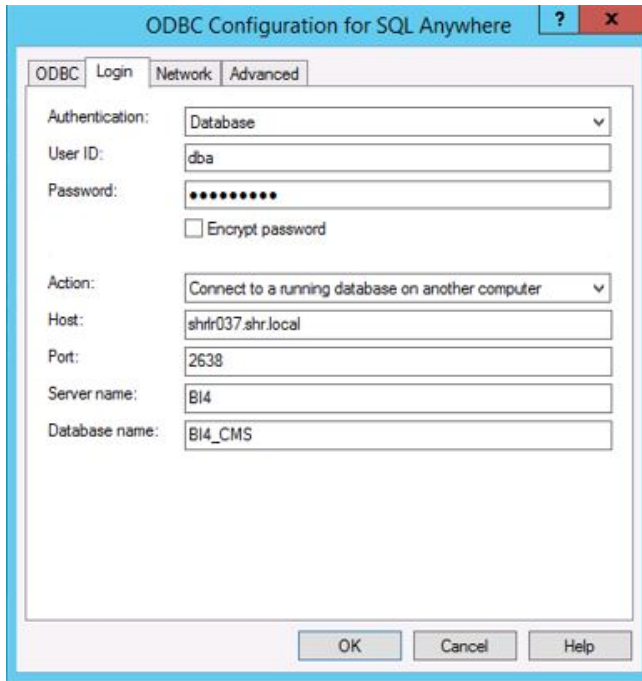 ODBC Configuration for SQL Anywhere ? x
ODBC Login Network Advanced
Authentication: Database
User ID: dba
Password: •••••••••
Encrypt password
Action: Connect to a running database on another computer
Host: shrlr037.shr.local
Port: 2638
Server name: BI4
Database name: BI4_CMS
OK Cancel Help